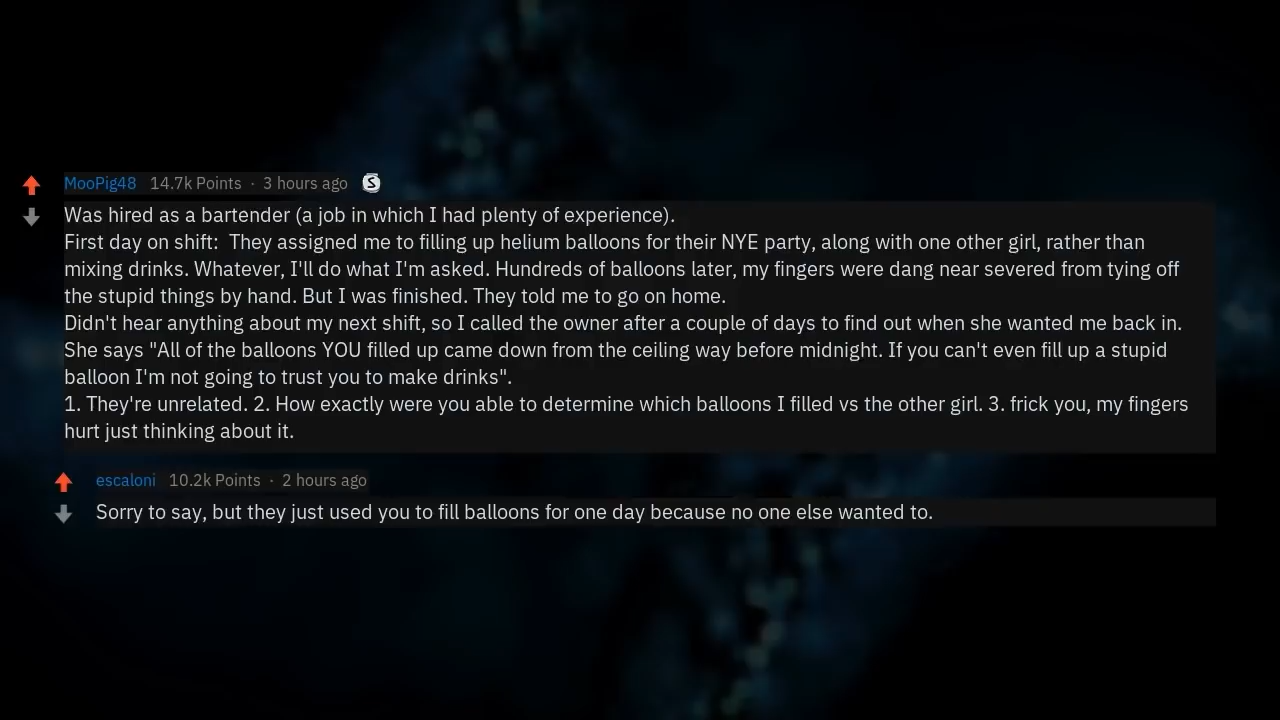 MooPig48 14.7k Points · 3 hours ago S
Was hired as a bartender (a job in which I had plenty of experience).
First day on shift:  They assigned me to filling up helium balloons for their NYE party, along with one other girl, rather than
mixing drinks. Whatever, I'll do what I'm asked. Hundreds of balloons later, my fingers were dang near severed from tying off
the stupid things by hand. But I was finished. They told me to go on home.
Didn't hear anything about my next shift, so I called the owner after a couple of days to find out when she wanted me back in.
She says "All of the balloons YOU filled up came down from the ceiling way before midnight. If you can't even fill up a stupid
balloon I'm not going to trust you to make drinks".
1. They're unrelated. 2. How exactly were you able to determine which balloons I filled vs the other girl. 3. frick you, my fingers
hurt just thinking about it.
escaloni 10.2k Points · 2 hours ago
Sorry to say, but they just used you to fill balloons for one day because no one else wanted to.